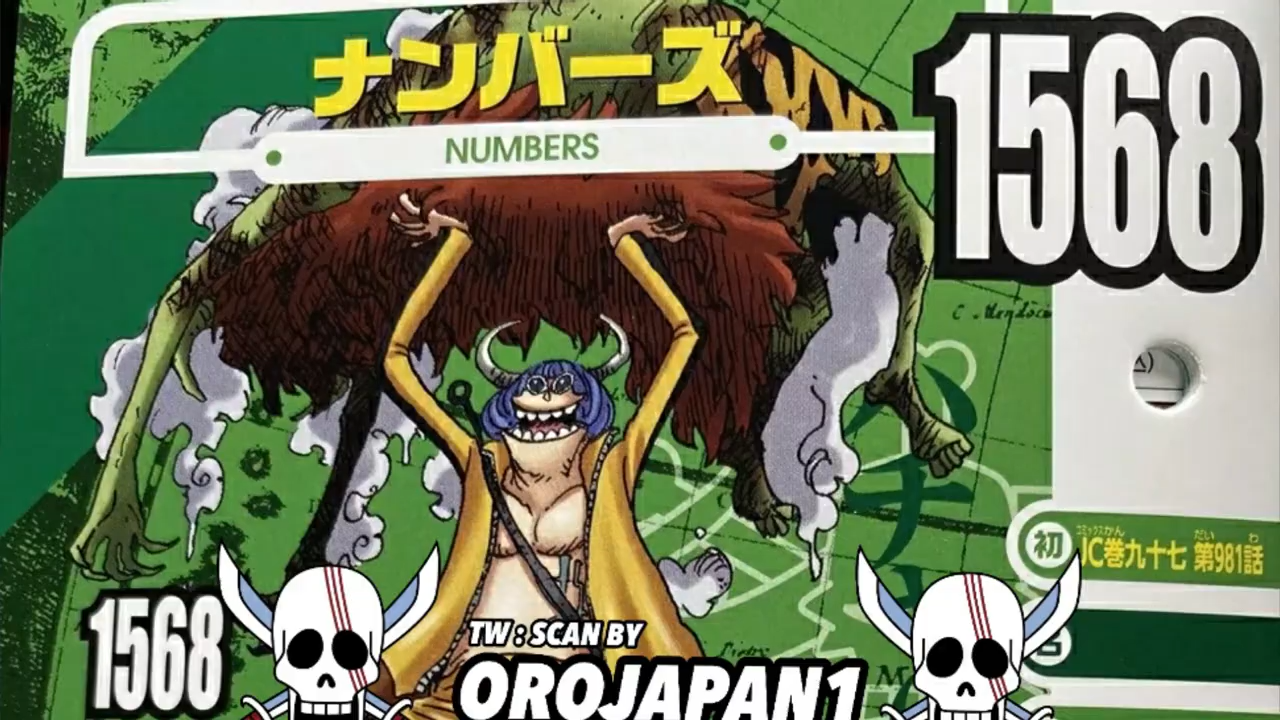 ナンバーズ
NUMBERS
1568
C. Mendoci
初
コミックスかん だい わ
JC巻九十七 第981話
1568
TW : SCAN BY
OROJAPAN1